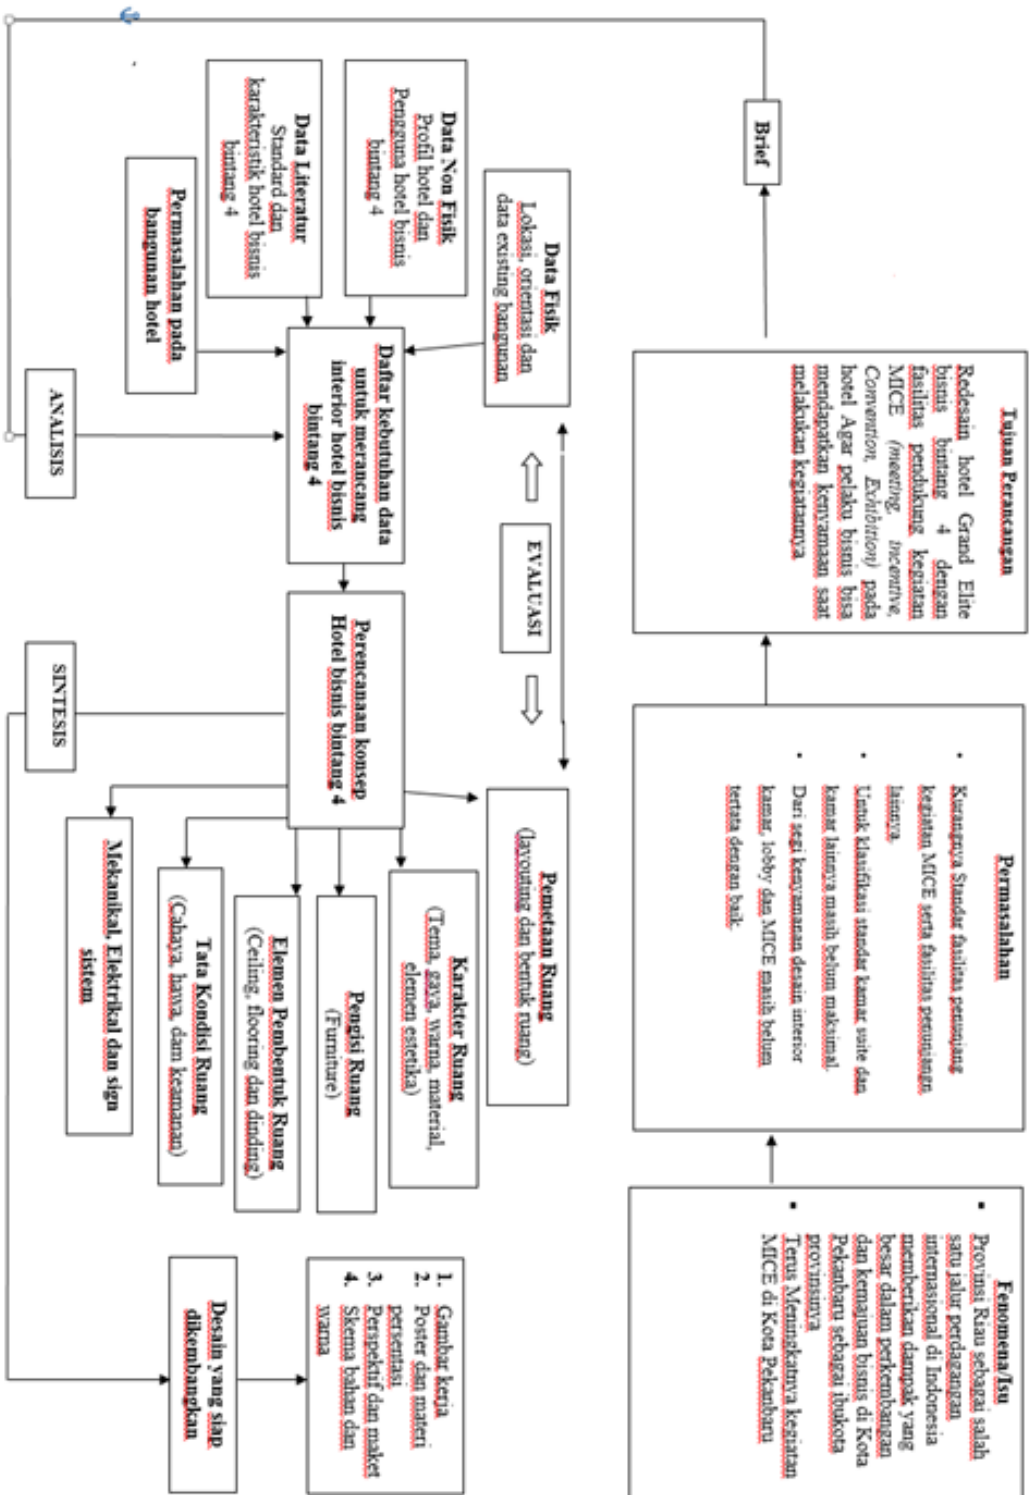 Fenomena/Isu
▪ Provinsi Riau sebagai salah
satu jalur perdagangan
internasional di Indonesia
memberikan dampak yang
besar dalam perkembangan
dan kemajuan bisnis di Kota
Pekanbaru sebagai ibukota
provinsinya
▪ Terus Meningkatnya kegiatan
MICE di Kota Pekanbaru
Permasalahan
• Kurangnya Standar fasilitas penunjang
kegiatan MICE serta fasilitas penunjangn
lainnya.
• Untuk klasifikasi standar kamar suite dan
kamar lainnya masih belum maksimal.
• Dari segi kenyamanan desain interior
kamar, lobby dan MICE masih belum
tertata dengan baik.
Tujuan Perancangan
Redesain hotel Grand Elite
bisnis bintang 4 dengan
fasilitas pendukung kegiatan
MICE (meeting, incentive,
Convention, Exhibition) pada
hotel Agar pelaku bisnis bisa
mendapatkan kenyamaan saat
melakukan kegiatannya
Brief
Data Fisik
Lokasi, orientasi dan
data existing bangunan
Data Non Fisik
Profil hotel dan
Pengguna hotel bisnis
bintang 4
Data Literatur
Standard dan
karakteristik hotel bisnis
bintang 4
Permasalahan pada
bangunan hotel
Daftar kebutuhan data
untuk merancang
interior hotel bisnis
bintang 4
ANALISIS
EVALUASI
Perencanaan konsep
Hotel bisnis bintang 4
SINTESIS
Pemetaan Ruang
(layouting dan bentuk ruang)
Karakter Ruang
(Tema, gaya, warna, material,
elemen estetika)
Pengisi Ruang
(Furniture)
Elemen Pembentuk Ruang
(Ceiling, flooring dan dinding)
Tata Kondisi Ruang
(Cahaya, hawa, dam keamanan)
Mekanikal, Elektrikal dan sign
sistem
1. Gambar kerja
2. Poster dan materi
persentasi
3. Perspektif dan maket
4. Skema bahan dan
warna
Desain yang siap
dikembangkan